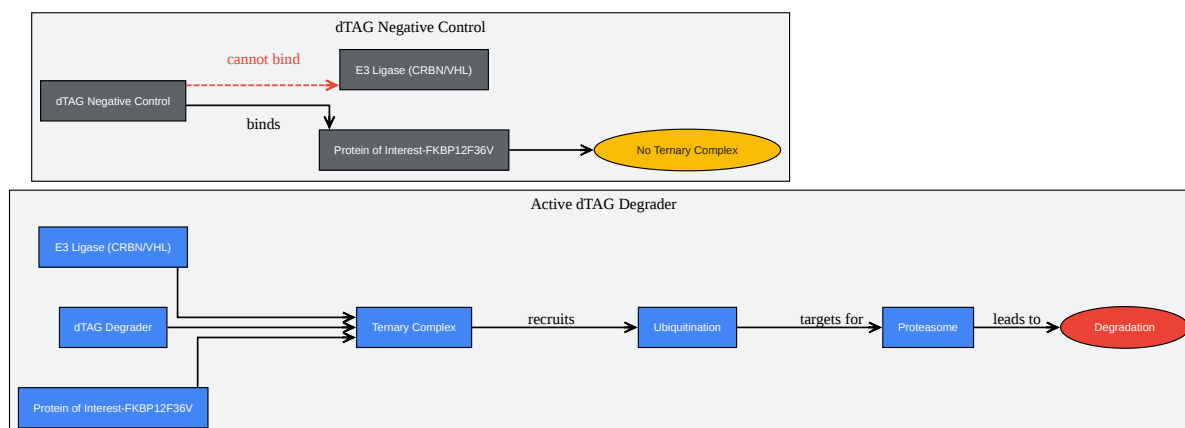 dTAG Negative Control
cannot bind
E3 Ligase (CRBN/VHL)
dTAG Negative Control
binds
Protein of Interest-FKBP12F36V
No Ternary Complex
Active dTAG Degrader
E3 Ligase (CRBN/VHL)
dTAG Degrader
Ternary Complex
recruits
Ubiquitination
targets for
Proteasome
leads to
Degradation
Protein of Interest-FKBP12F36V